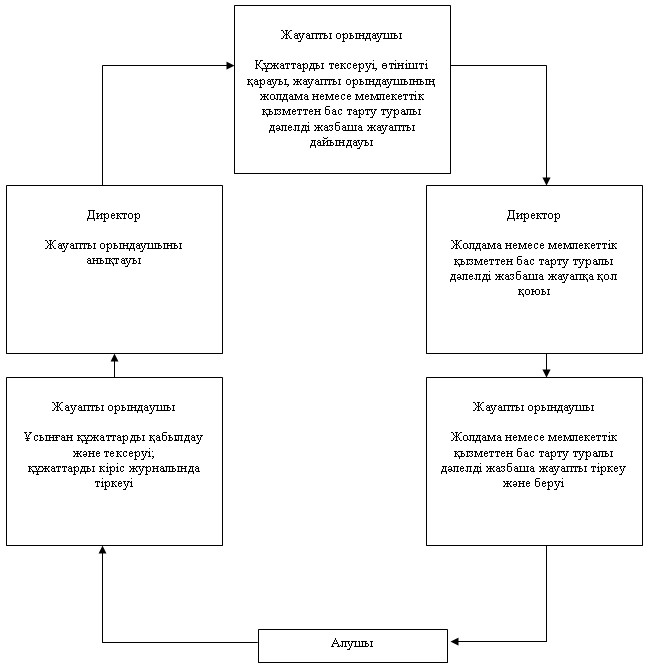 Жауапты орындаушы
Құжаттарды тексеруі, өтінішті
қарауы, жауапты орындаушының
жолдама немесе мемлекеттік
қызметтен бас тарту туралы
дәлелді жазбаша жауапты
дайындауы
Директор
Жауапты орындаушыны
анықтауы
Директор
Жолдама немесе мемлекеттік
қызметтен бас тарту туралы
дәлелді жазбаша жауапқа қол
қоюы
Жауапты орындаушы
Ұсынған құжаттарды қабылдау
және тексеруі;
құжаттарды кіріс журналында
тіркеуі
Жауапты орындаушы
Жолдама немесе мемлекеттік
қызметтен бас тарту туралы
дәлелді жазбаша жауапты тіркеу
және беруі
Алушы